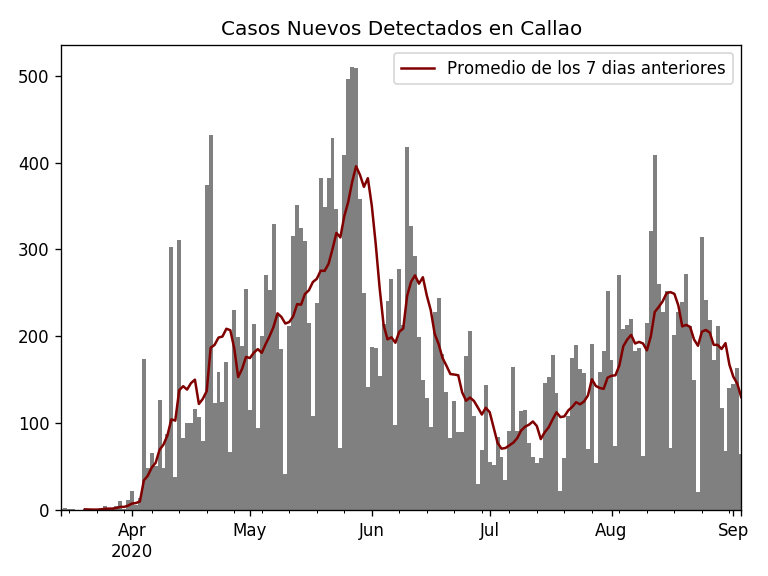 Casos Nuevos Detectados en Callao
Promedio de los 7 dias anteriores
500
400
300
200
100
0
Apr May Jun Jul Aug Sep
2020